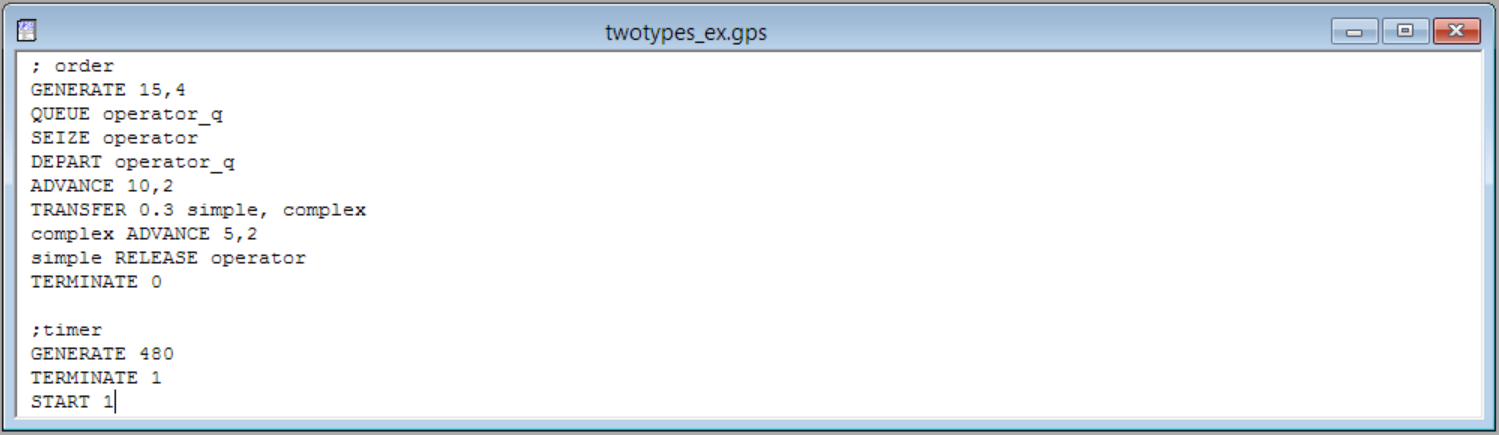 twotypes_ex.gps
; order
GENERATE 15,4
QUEUE operator_q
SEIZE operator
DEPART operator_q
ADVANCE 10,2
TRANSFER 0.3 simple, complex
complex ADVANCE 5,2
simple RELEASE operator
TERMINATE 0
;timer
GENERATE 480
TERMINATE 1
START 1